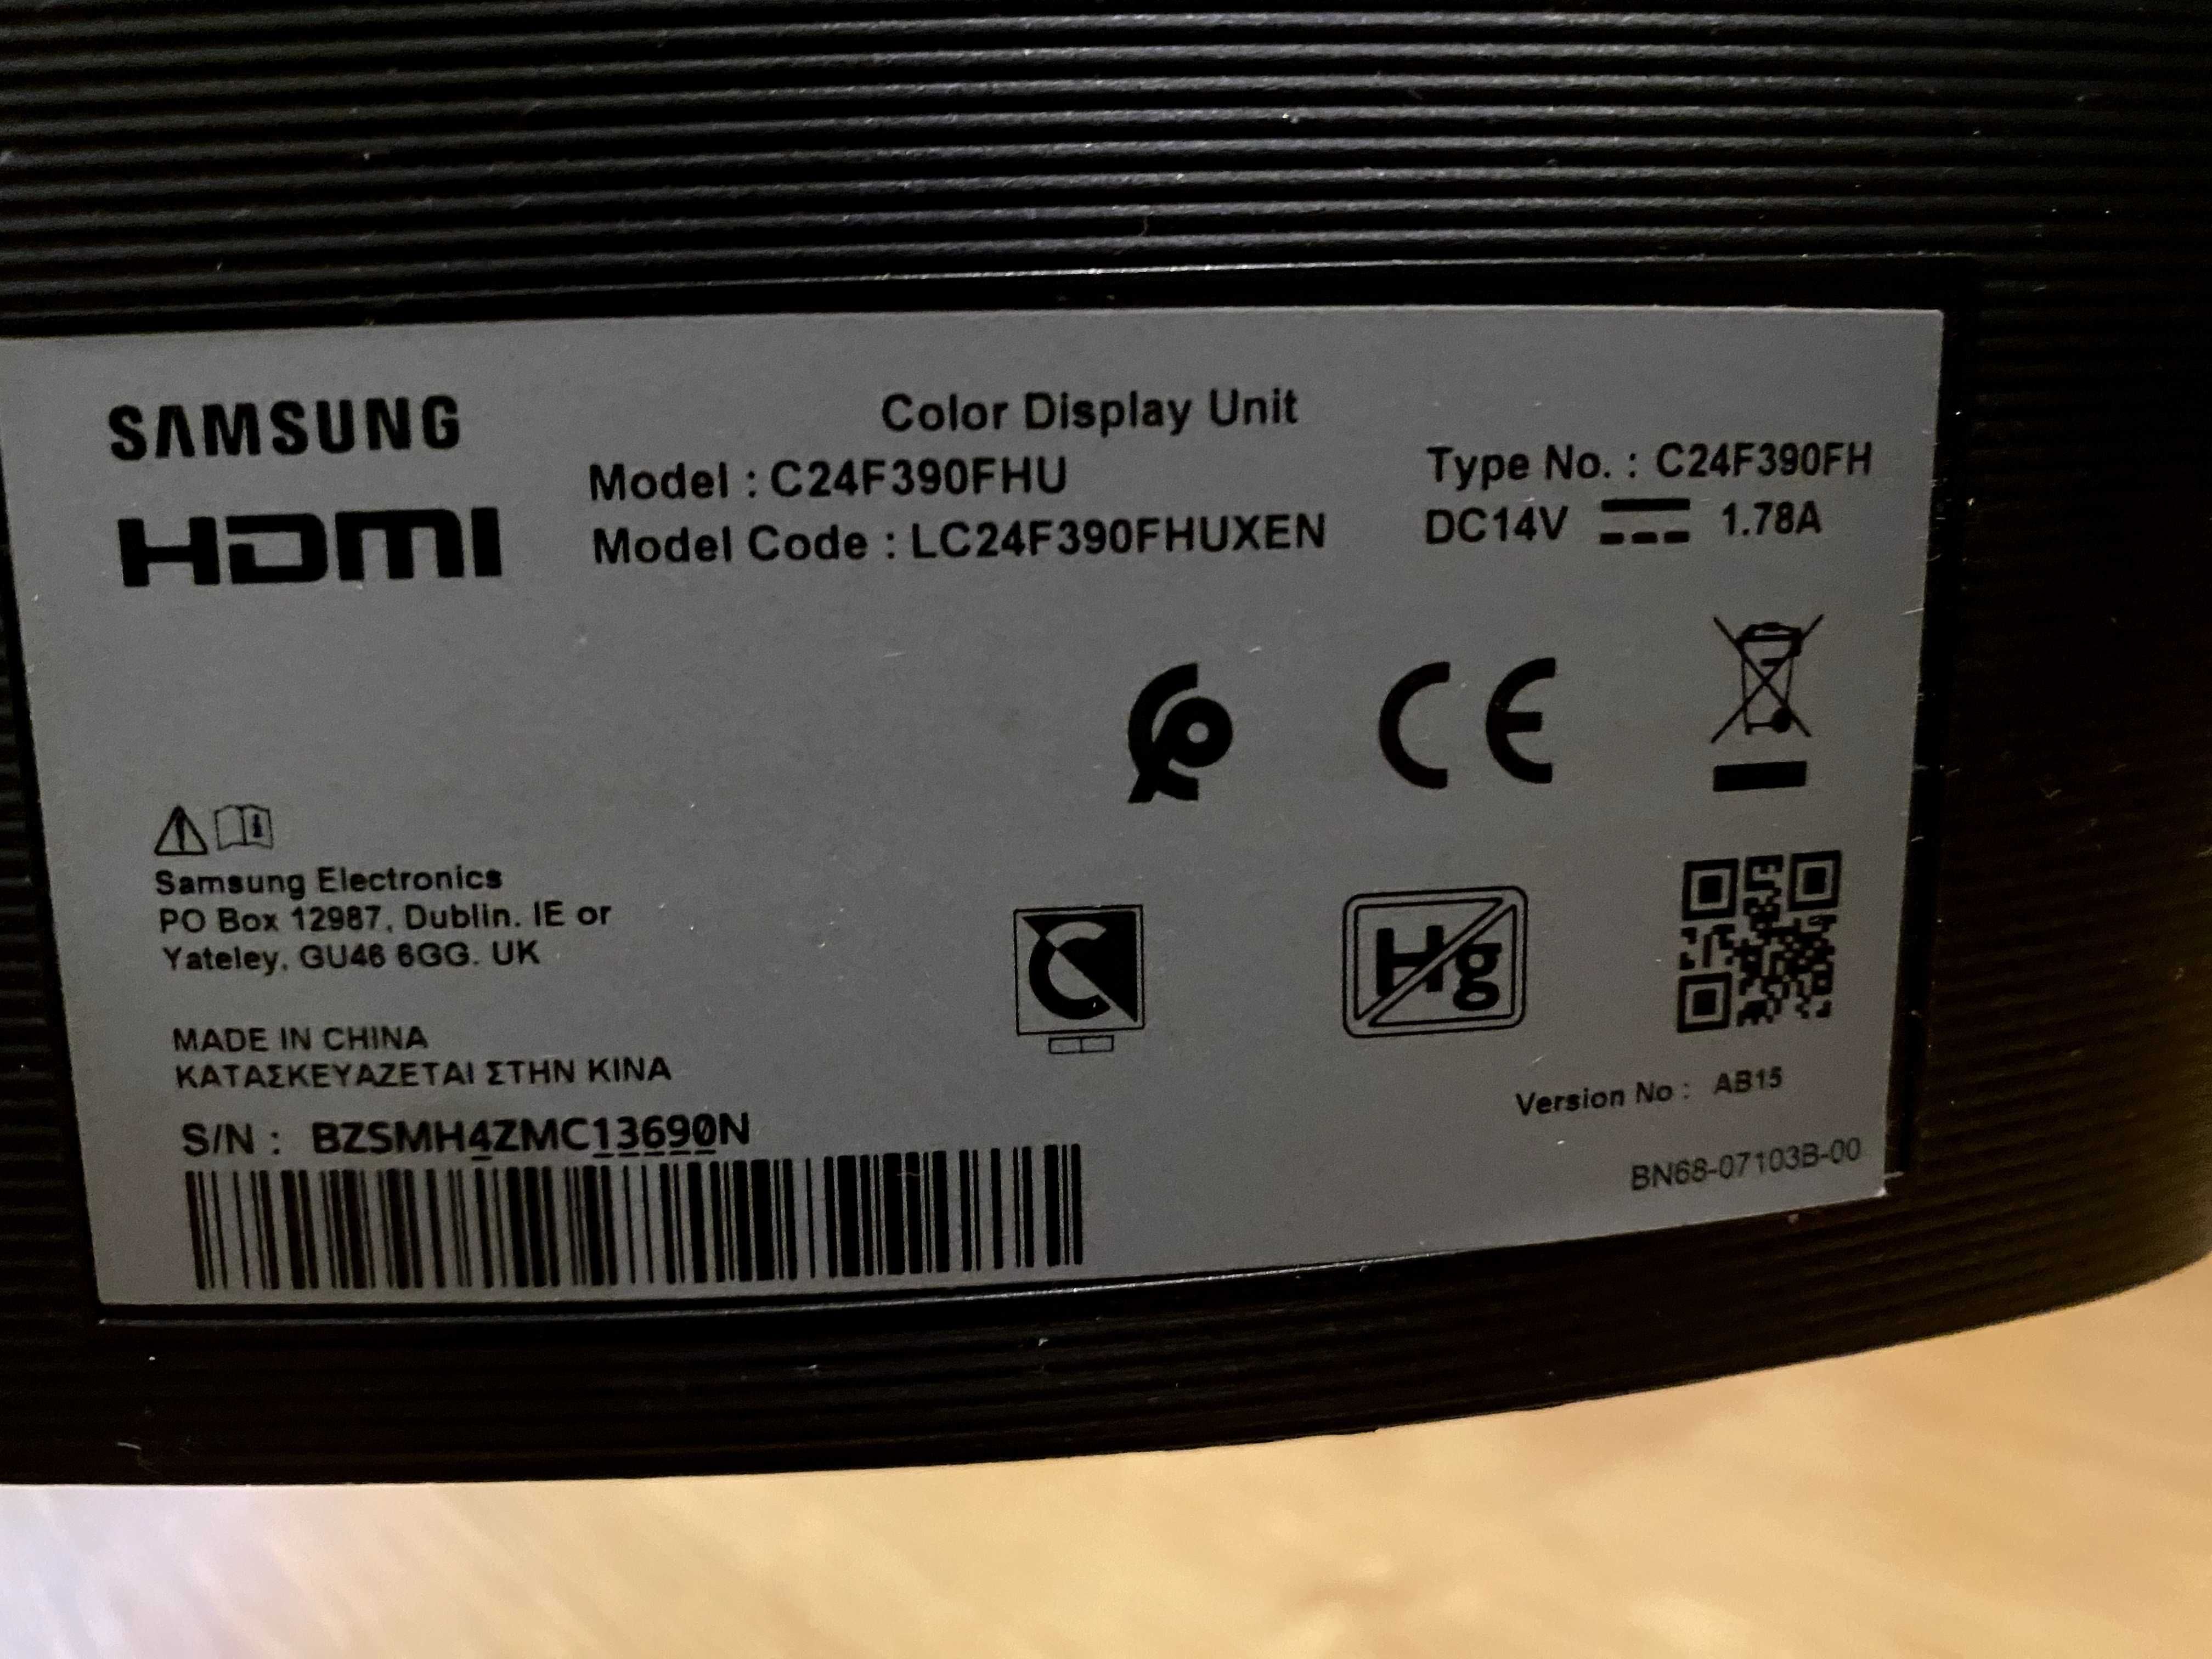 SAMSUNG
HDMI
Color Display Unit
Model : C24F390FHU
Model Code : LC24F390FHUXEN
Type No. : C24F390FH
DC14V 1.78A
CE
Samsung Electronics
PO Box 12987, Dublin. IE or
Yateley, GU46 6GG. UK
MADE IN CHINA
ΚΑΤΑΣΚΕΥΑΖΕΤΑΙ ΣΤΗΝ ΚΙΝΑ
S/N : BZSMH4ZMC13690N
C
Hg
Version No : AB15
BN68-07103B-00